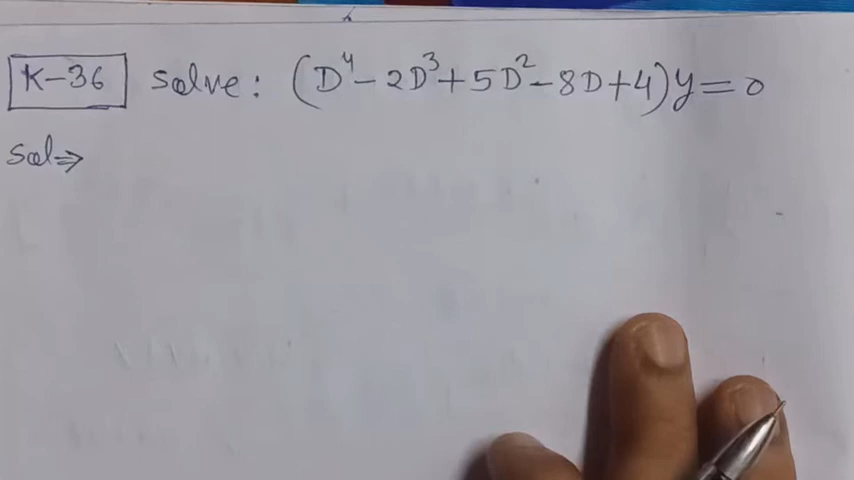 K-36 Solve: (D⁴ - 2D³ + 5D² - 8D + 4) y = 0
Sol⇒